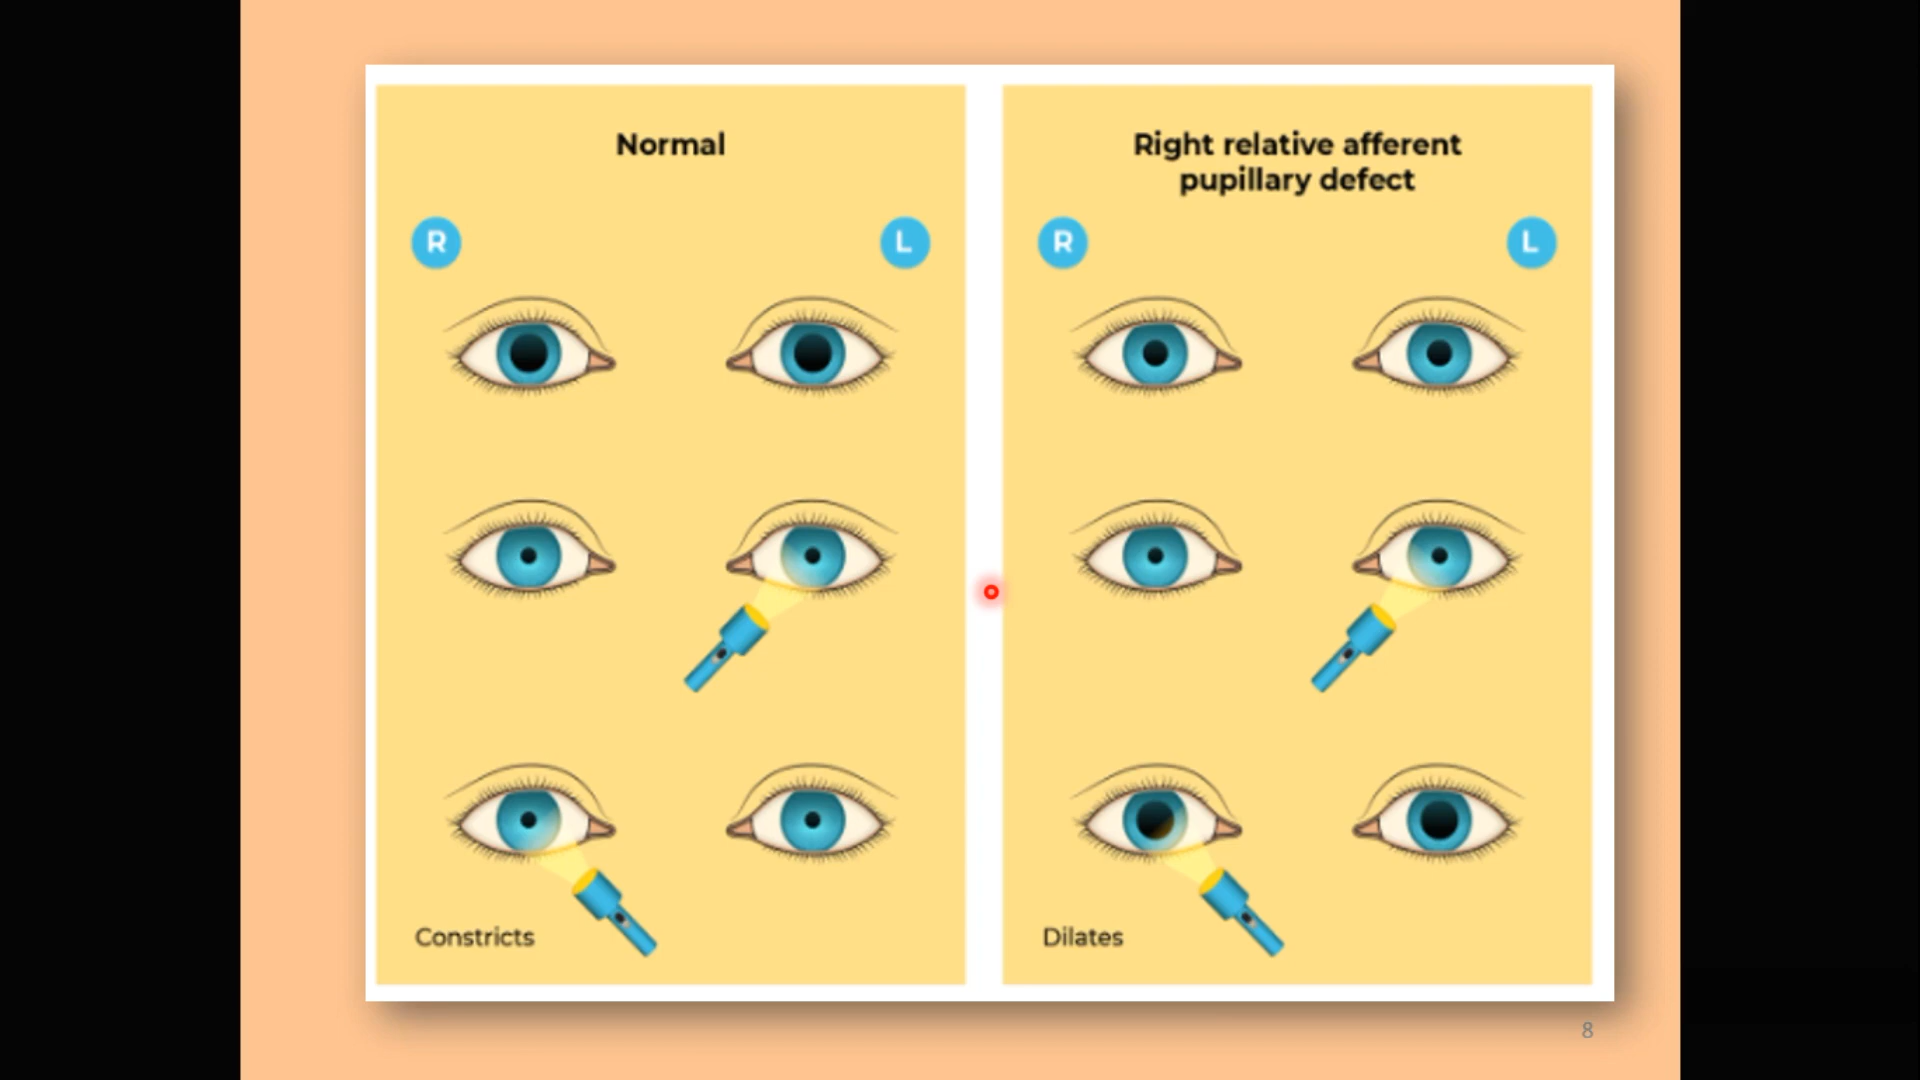 Normal
R
L
Constricts
Right relative afferent
pupillary defect
R
L
Dilates
8